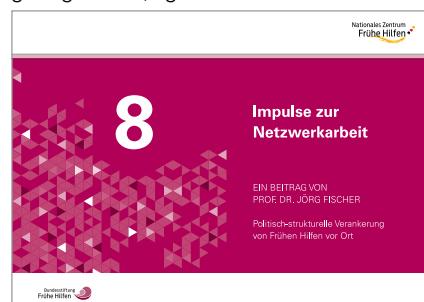 Nationales Zentrum
Frühe Hilfen
8
Impulse zur
Netzwerkarbeit
EIN BEITRAG VON
PROF. DR. JÖRG FISCHER
Politisch-strukturelle Verankerung
von Frühen Hilfen vor Ort
Bundesstiftung
Frühe Hilfen